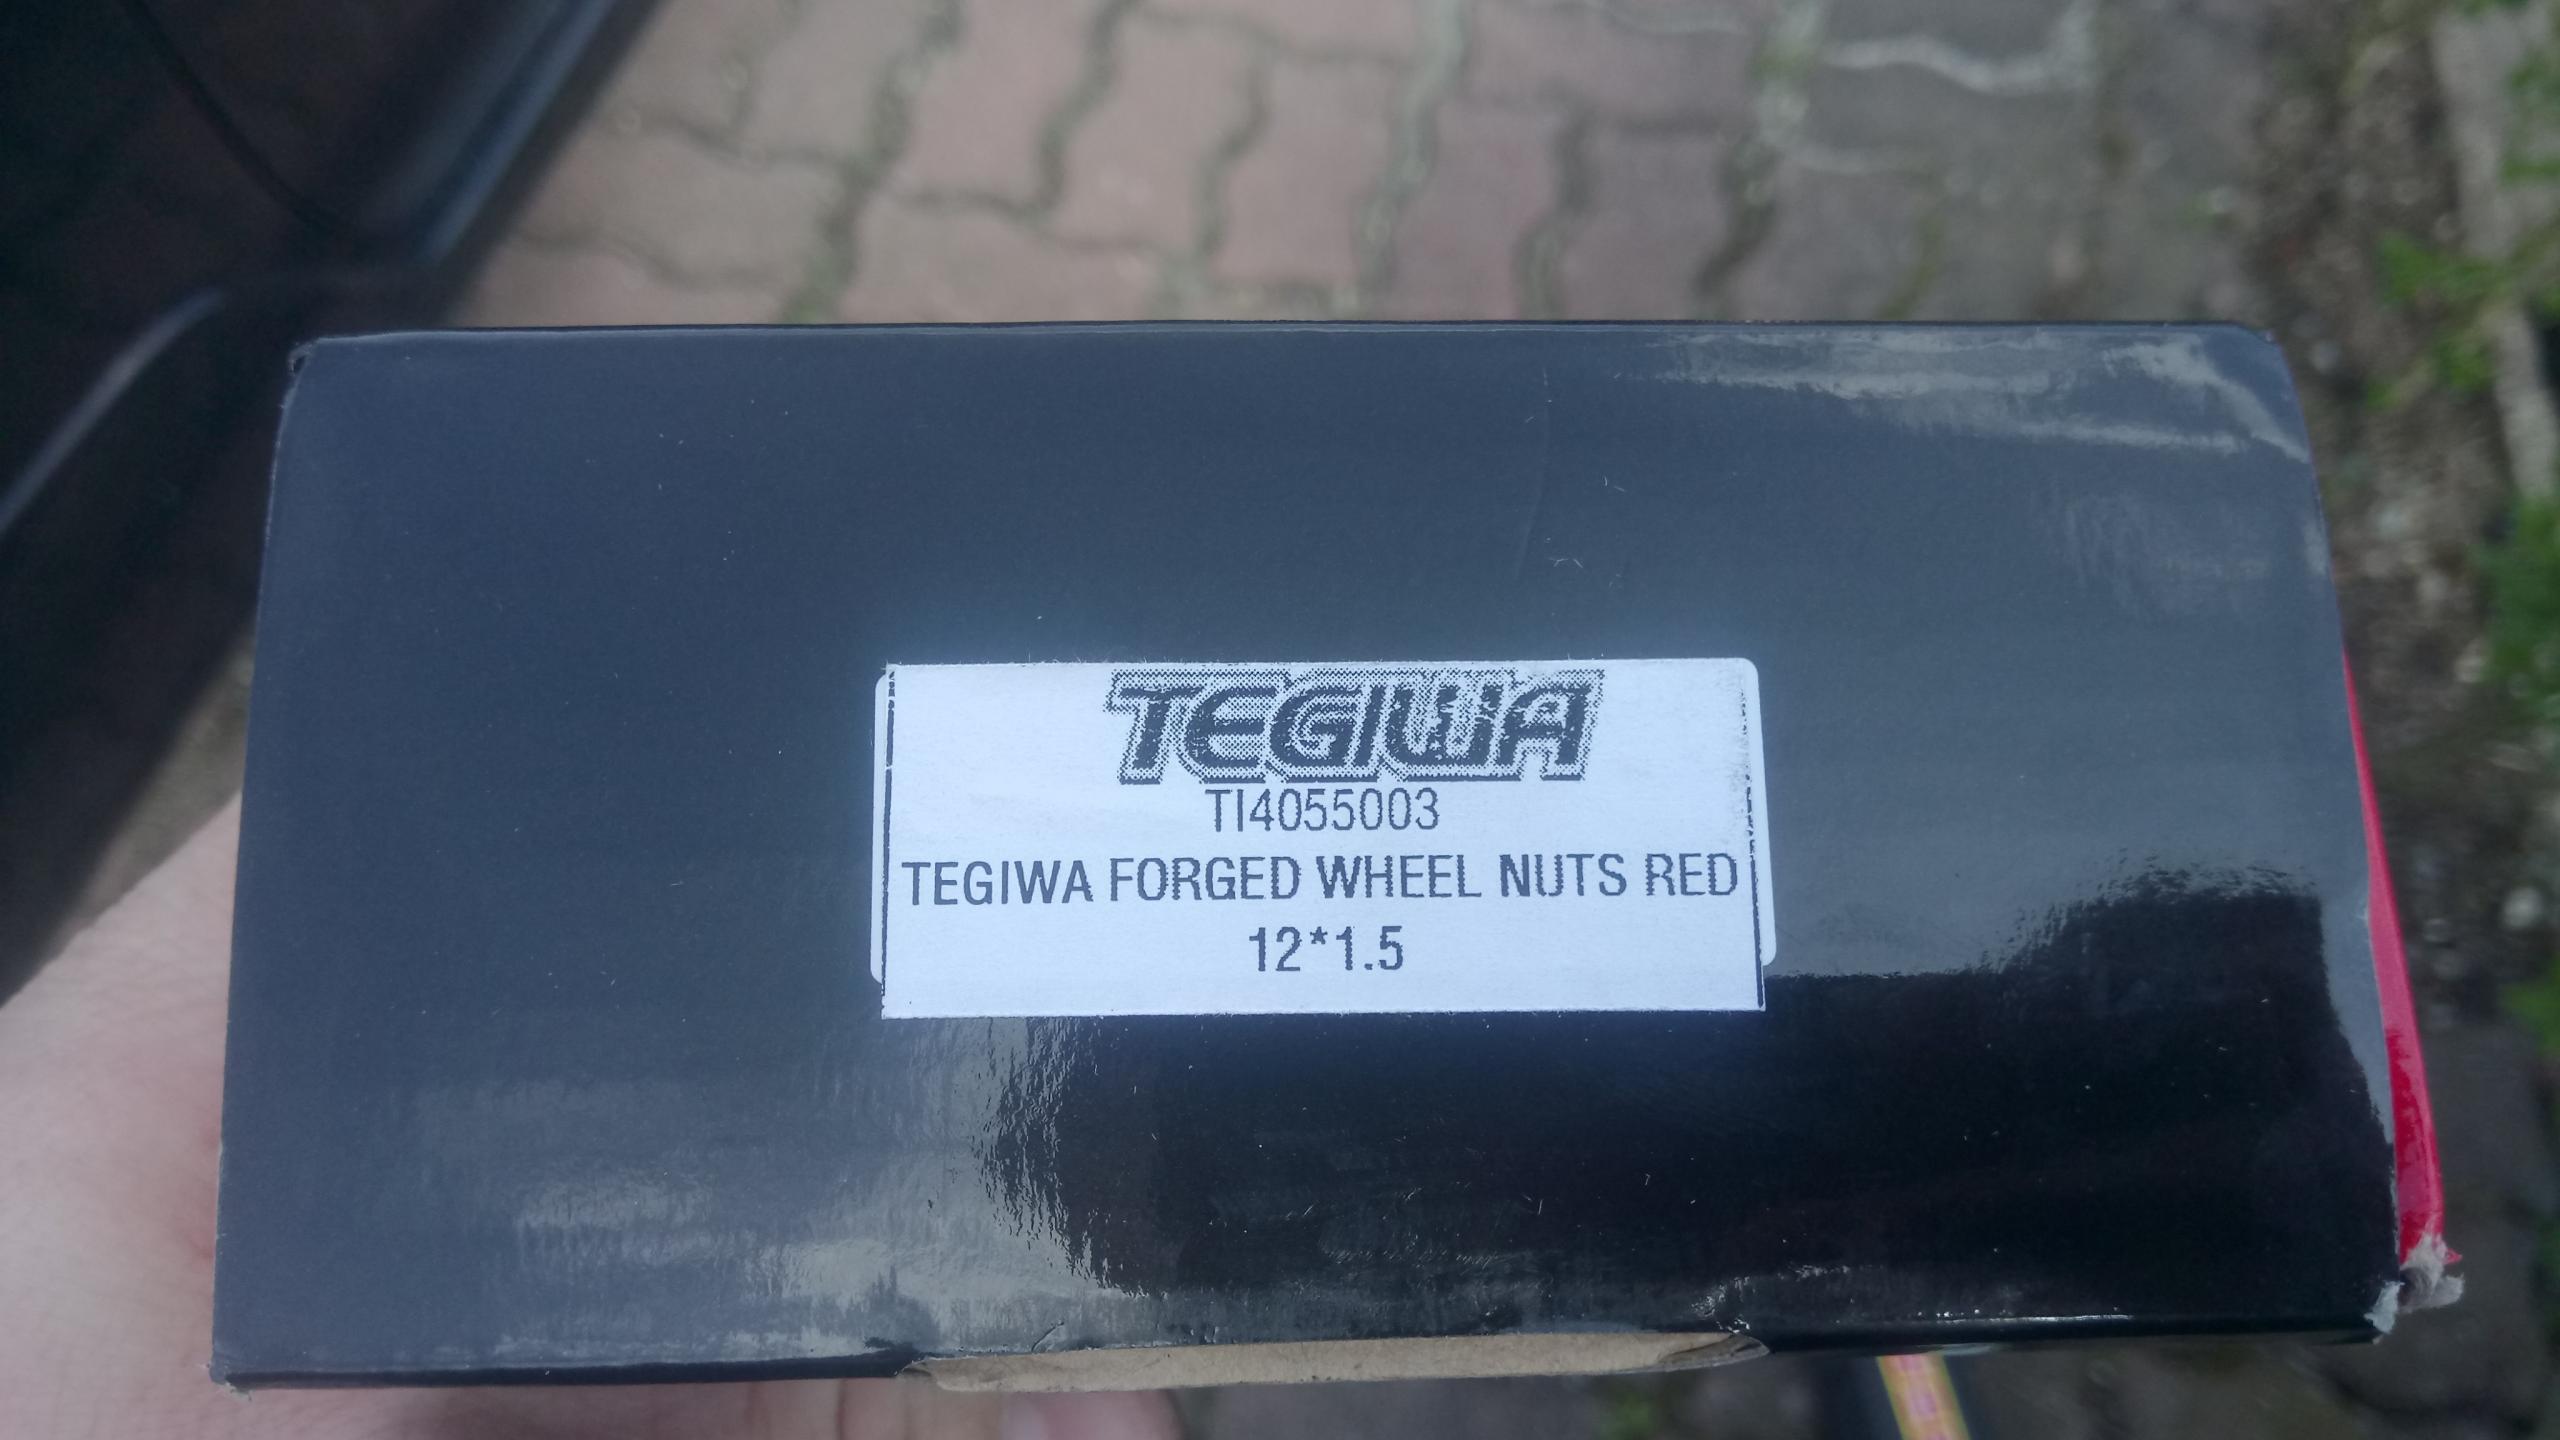 TEGIWA
TI4055003
TEGIWA FORGED WHEEL NUTS RED
12*1.5